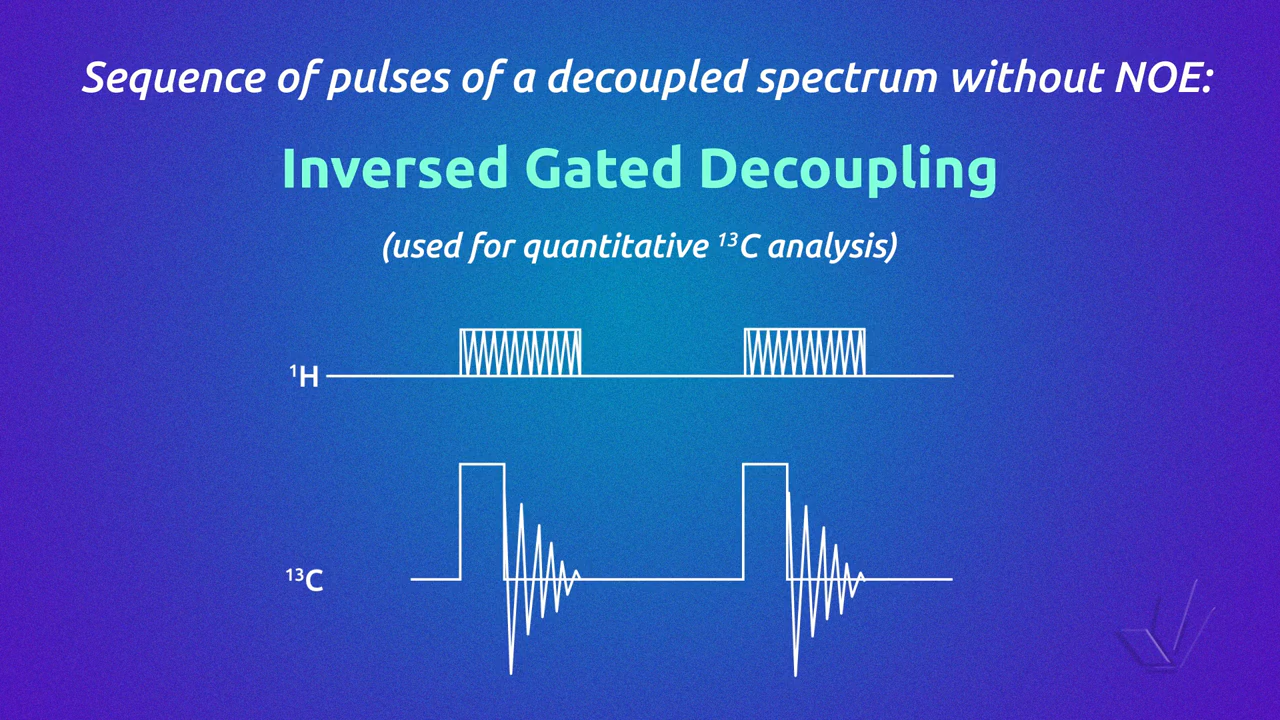 Sequence of pulses of a decoupled spectrum without NOE:
Inversed Gated Decoupling
(used for quantitative ¹³C analysis)
¹H
¹³C